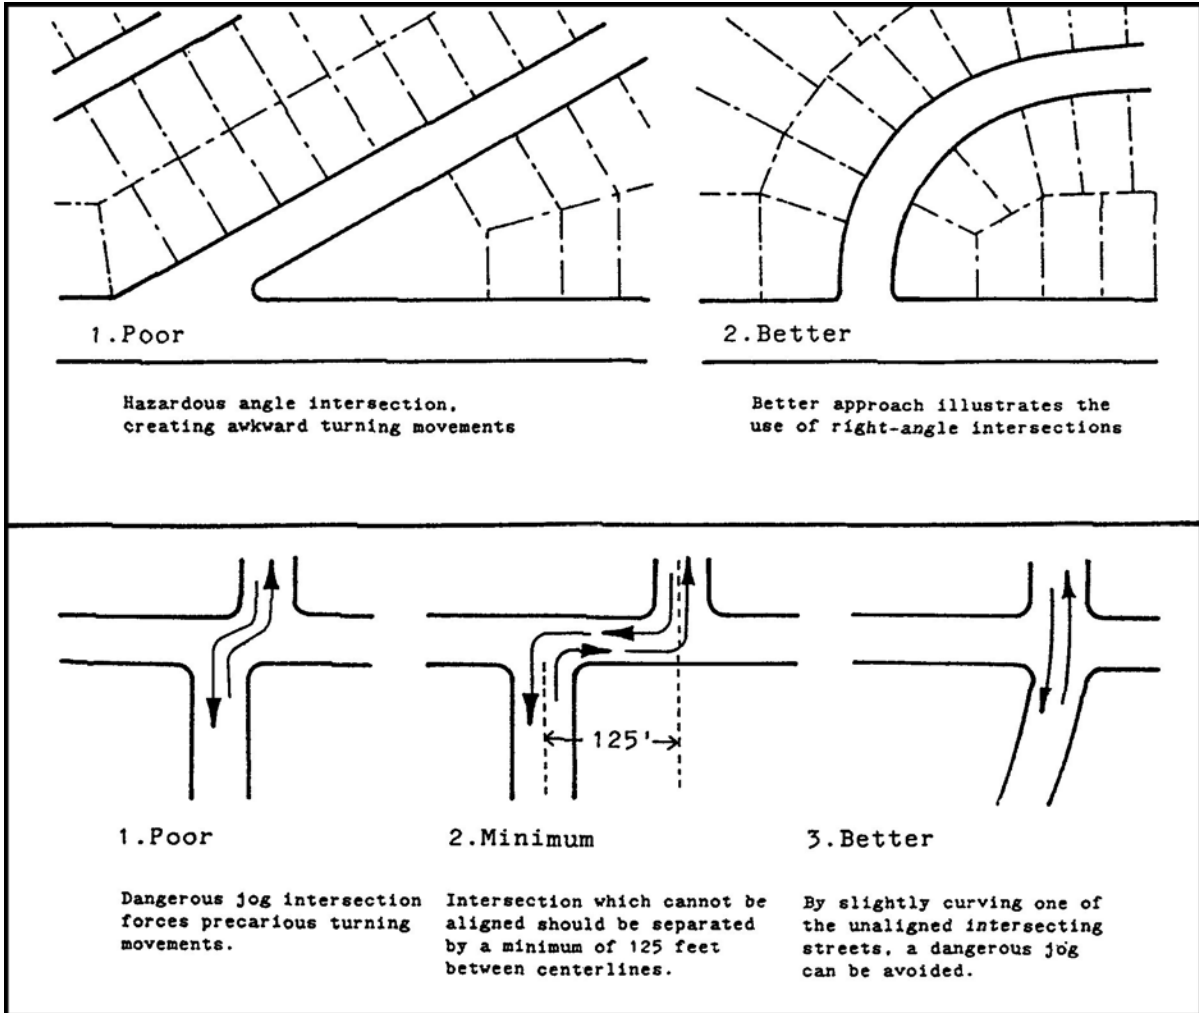 1.Poor
2.Better
Hazardous angle intersection,
creating awkward turning movements
Better approach illustrates the
use of right-angle intersections
125'
1.Poor
2.Minimum
3.Better
Dangerous jog intersection
forces precarious turning
movements.
Intersection which cannot be
aligned should be separated
by a minimum of 125 feet
between centerlines.
By slightly curving one of
the unaligned intersecting
streets, a dangerous jog
can be avoided.